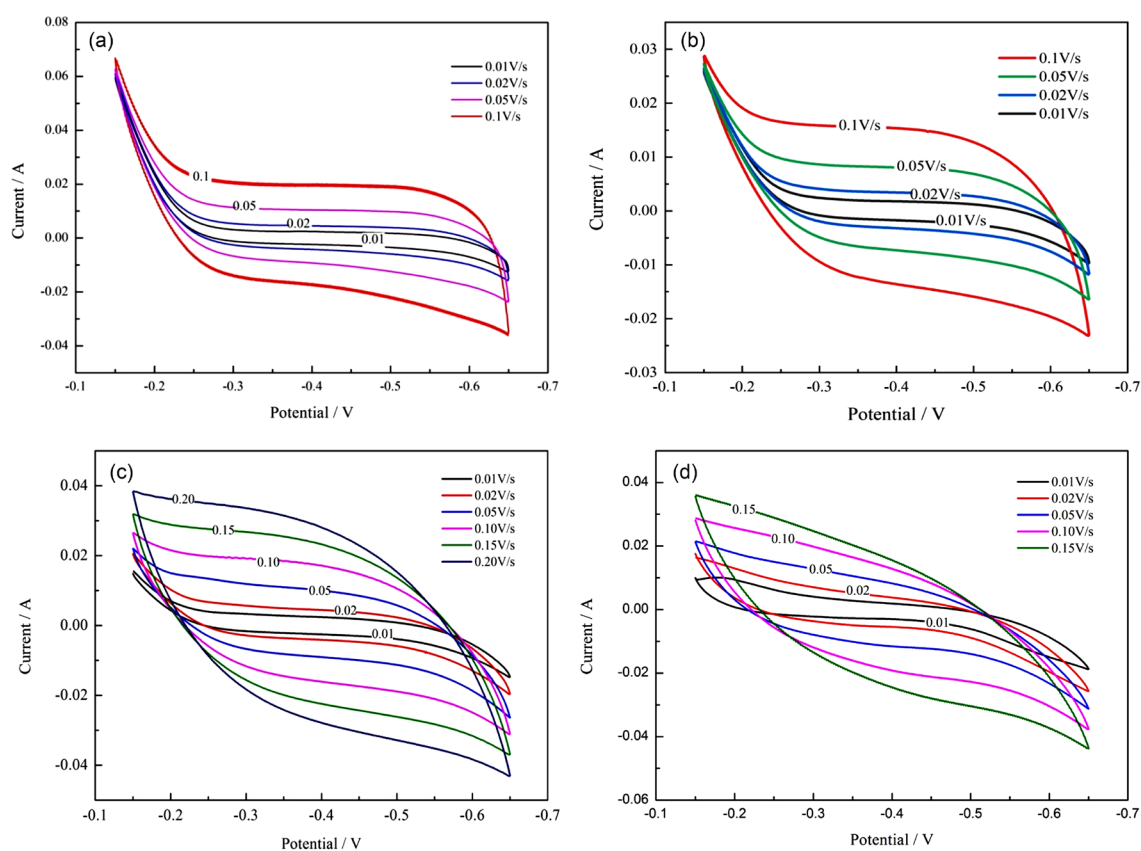 (a)
0.01V/s
0.02V/s
0.05V/s
0.1V/s
0.1
0.05
0.02
0.01
0.08
0.06
0.04
0.02
0.00
-0.02
-0.04
-0.1 -0.2 -0.3 -0.4 -0.5 -0.6 -0.7
Current / A
Potential / V
(b)
0.1V/s
0.05V/s
0.02V/s
0.01V/s
0.1V/s
0.05V/s
0.02V/s
0.01V/s
0.03
0.02
0.01
0.00
-0.01
-0.02
-0.03
-0.1 -0.2 -0.3 -0.4 -0.5 -0.6 -0.7
Current / A
Potential / V
(c)
0.01V/s
0.02V/s
0.05V/s
0.10V/s
0.15V/s
0.20V/s
0.20
0.15
0.10
0.05
0.02
0.01
0.04
0.02
0.00
-0.02
-0.04
-0.1 -0.2 -0.3 -0.4 -0.5 -0.6 -0.7
Current / A
Potential / V
(d)
0.01V/s
0.02V/s
0.05V/s
0.10V/s
0.15V/s
0.15
0.10
0.05
0.02
0.01
0.04
0.02
0.00
-0.02
-0.04
-0.06
-0.1 -0.2 -0.3 -0.4 -0.5 -0.6 -0.7
Current / A
Potential / V